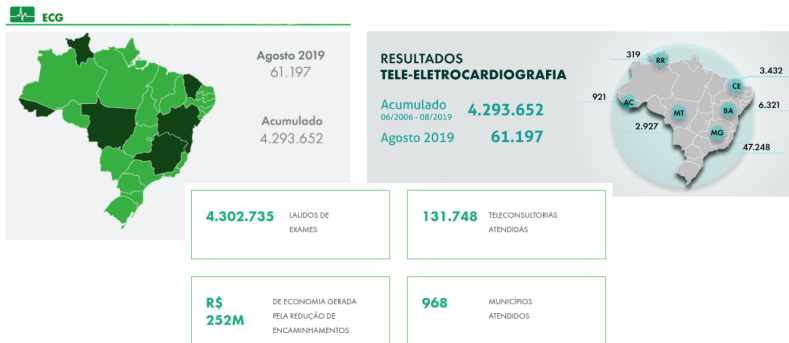 ECG
Agosto 2019
61.197
Acumulado
4.293.652
RESULTADOS
TELE-ELETROCARDIOGRAFIA
Acumulado
06/2006 - 08/2019
4.293.652
Agosto 2019
61.197
319
RR
3.432
CE
921
AC
MT
BA
6.321
2.927
MG
47.248
4.302.735
LAUDOS DE
EXAMES
131.748
TELECONSULTORIAS
ATENDIDAS
R$
252M
DE ECONOMIA GERADA
PELA REDUÇÃO DE
ENCAMINHAMENTOS
968
MUNICÍPIOS
ATENDIDOS